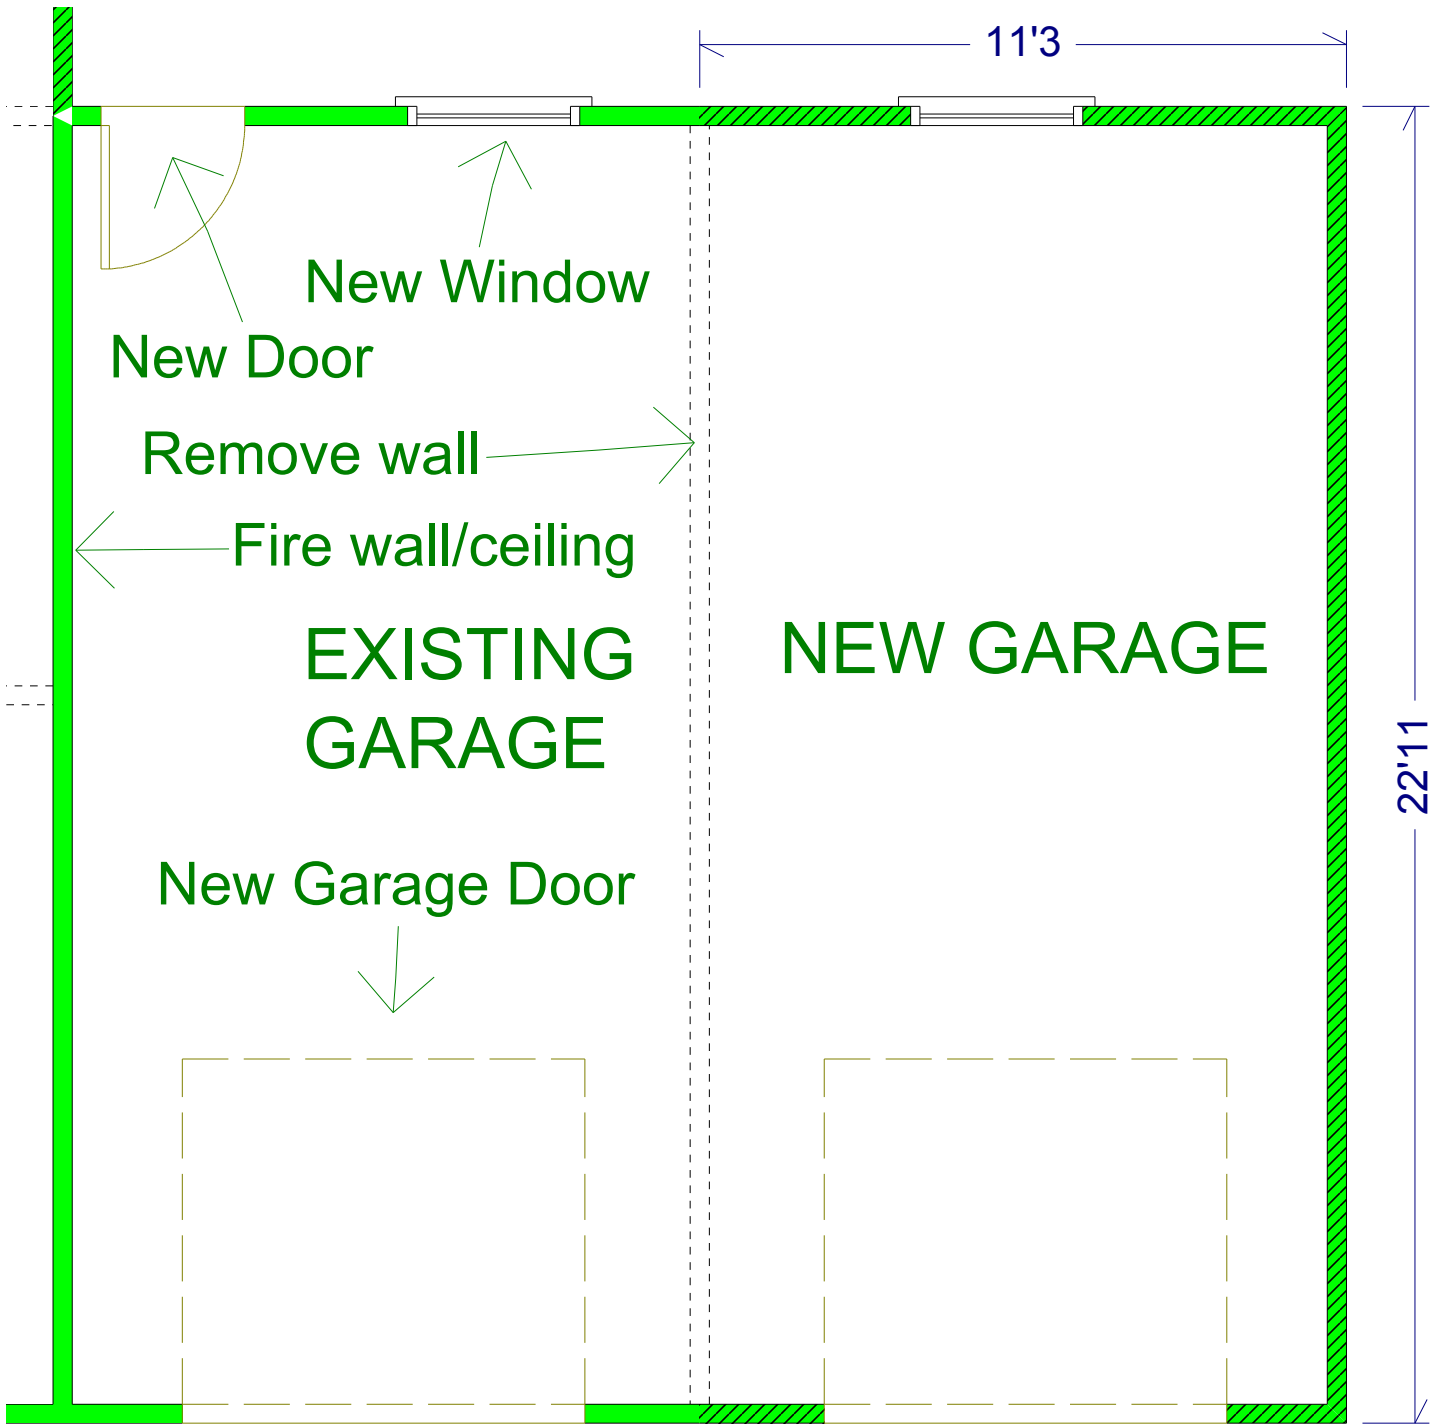 11'3
New Window
New Door
Remove wall
Fire wall/ceiling
EXISTING
GARAGE
NEW GARAGE
22'11
New Garage Door